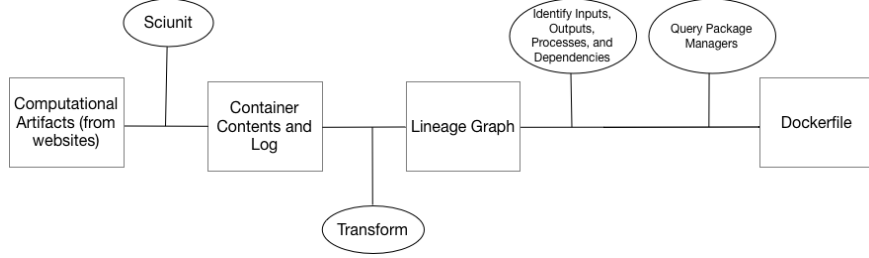 Sciunit
Identify Inputs,
Outputs,
Processes, and
Dependencies
Query Package
Managers
Computational
Artifacts (from
websites)
Container
Contents and
Log
Lineage Graph
Dockerfile
Transform